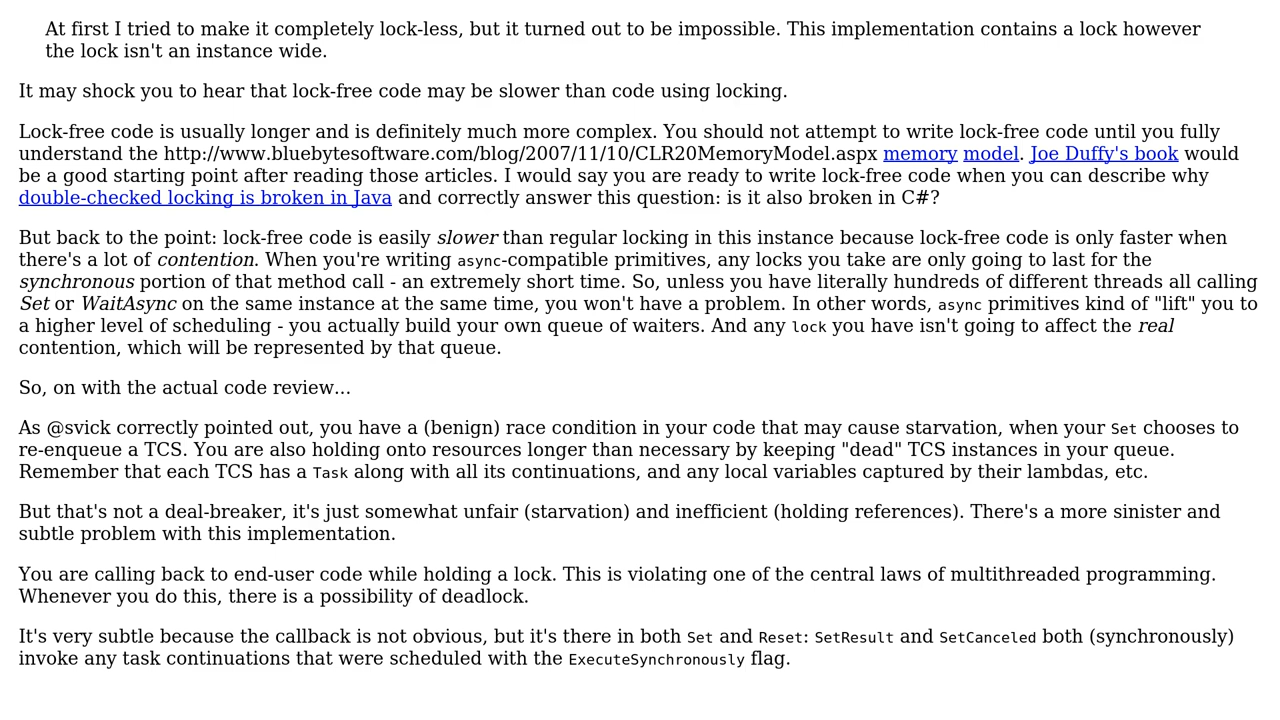 At first I tried to make it completely lock-less, but it turned out to be impossible. This implementation contains a lock however
the lock isn't an instance wide.
It may shock you to hear that lock-free code may be slower than code using locking.
Lock-free code is usually longer and is definitely much more complex. You should not attempt to write lock-free code until you fully
understand the http://www.bluebytesoftware.com/blog/2007/11/10/CLR20MemoryModel.aspx memory model. Joe Duffy's book would
be a good starting point after reading those articles. I would say you are ready to write lock-free code when you can describe why
double-checked locking is broken in Java and correctly answer this question: is it also broken in C#?
But back to the point: lock-free code is easily slower than regular locking in this instance because lock-free code is only faster when
there's a lot of contention. When you're writing async-compatible primitives, any locks you take are only going to last for the
synchronous portion of that method call - an extremely short time. So, unless you have literally hundreds of different threads all calling
Set or WaitAsync on the same instance at the same time, you won't have a problem. In other words, async primitives kind of "lift" you to
a higher level of scheduling - you actually build your own queue of waiters. And any lock you have isn't going to affect the real
contention, which will be represented by that queue.
So, on with the actual code review...
As @svick correctly pointed out, you have a (benign) race condition in your code that may cause starvation, when your Set chooses to
re-enqueue a TCS. You are also holding onto resources longer than necessary by keeping "dead" TCS instances in your queue.
Remember that each TCS has a Task along with all its continuations, and any local variables captured by their lambdas, etc.
But that's not a deal-breaker, it's just somewhat unfair (starvation) and inefficient (holding references). There's a more sinister and
subtle problem with this implementation.
You are calling back to end-user code while holding a lock. This is violating one of the central laws of multithreaded programming.
Whenever you do this, there is a possibility of deadlock.
It's very subtle because the callback is not obvious, but it's there in both Set and Reset: SetResult and SetCanceled both (synchronously)
invoke any task continuations that were scheduled with the ExecuteSynchronously flag.